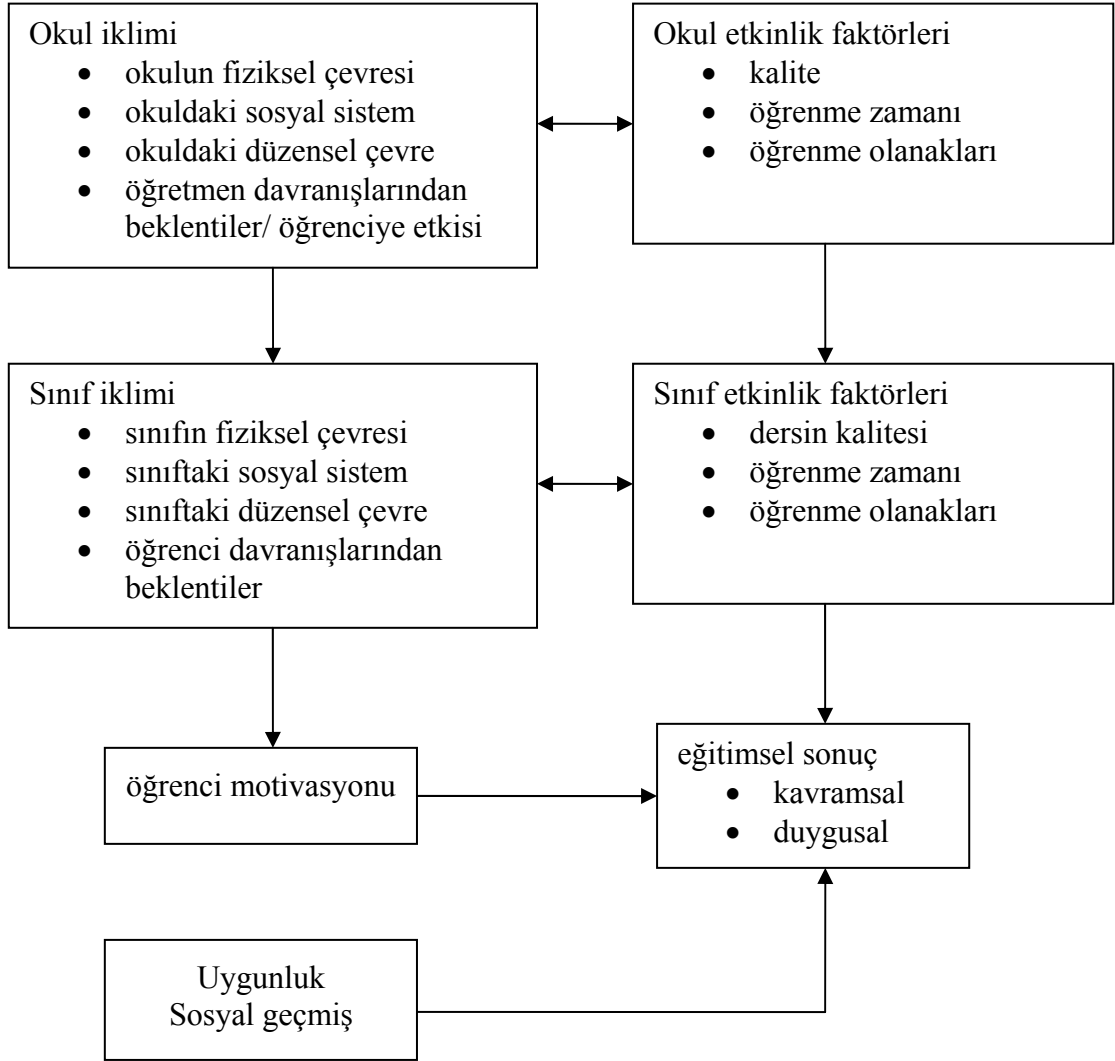 Okul iklimi
• okulun fiziksel çevresi
• okuldaki sosyal sistem
• okuldaki düzensel çevre
• öğretmen davranışlarından
beklentiler/ öğrenciye etkisi
Okul etkinlik faktörleri
• kalite
• öğrenme zamanı
• öğrenme olanakları
Sınıf iklimi
• sınıfın fiziksel çevresi
• sınıftaki sosyal sistem
• sınıftaki düzensel çevre
• öğrenci davranışlarından
beklentiler
Sınıf etkinlik faktörleri
• dersin kalitesi
• öğrenme zamanı
• öğrenme olanakları
öğrenci motivasyonu
eğitimsel sonuç
• kavramsal
• duygusal
Uygunluk
Sosyal geçmiş